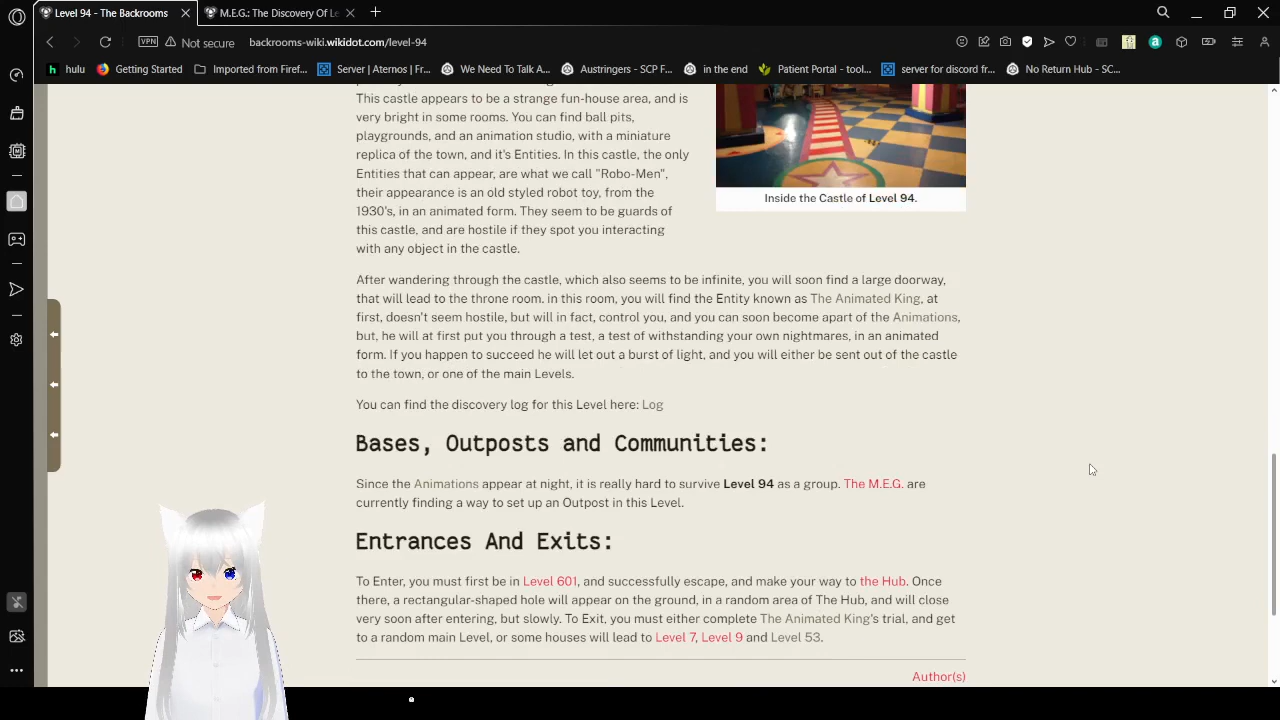 Level 94 - The Backrooms
M.E.G.: The Discovery Of Le
VPN
Not secure
backrooms-wiki.wikidot.com/level-94
hulu
Getting Started
Imported from Firef...
Server | Aternos | Fr...
We Need To Talk A...
Austringers - SCP F...
in the end
Patient Portal - tool...
server for discord fr...
No Return Hub - SC...
This castle appears to be a strange fun-house area, and is
very bright in some rooms. You can find ball pits,
playgrounds, and an animation studio, with a miniature
replica of the town, and it's Entities. In this castle, the only
Entities that can appear, are what we call "Robo-Men",
their appearance is an old styled robot toy, from the
1930's, in an animated form. They seem to be guards of
this castle, and are hostile if they spot you interacting
with any object in the castle.
Inside the Castle of Level 94.
After wandering through the castle, which also seems to be infinite, you will soon find a large doorway,
that will lead to the throne room. in this room, you will find the Entity known as The Animated King, at
first, doesn't seem hostile, but will in fact, control you, and you can soon become apart of the Animations,
but, he will at first put you through a test, a test of withstanding your own nightmares, in an animated
form. If you happen to succeed he will let out a burst of light, and you will either be sent out of the castle
to the town, or one of the main Levels.
You can find the discovery log for this Level here: Log
Bases, Outposts and Communities:
Since the Animations appear at night, it is really hard to survive Level 94 as a group. The M.E.G. are
currently finding a way to set up an Outpost in this Level.
Entrances And Exits:
To Enter, you must first be in Level 601, and successfully escape, and make your way to the Hub. Once
there, a rectangular-shaped hole will appear on the ground, in a random area of The Hub, and will close
very soon after entering, but slowly. To Exit, you must either complete The Animated King's trial, and get
to a random main Level, or some houses will lead to Level 7, Level 9 and Level 53.
Author(s)